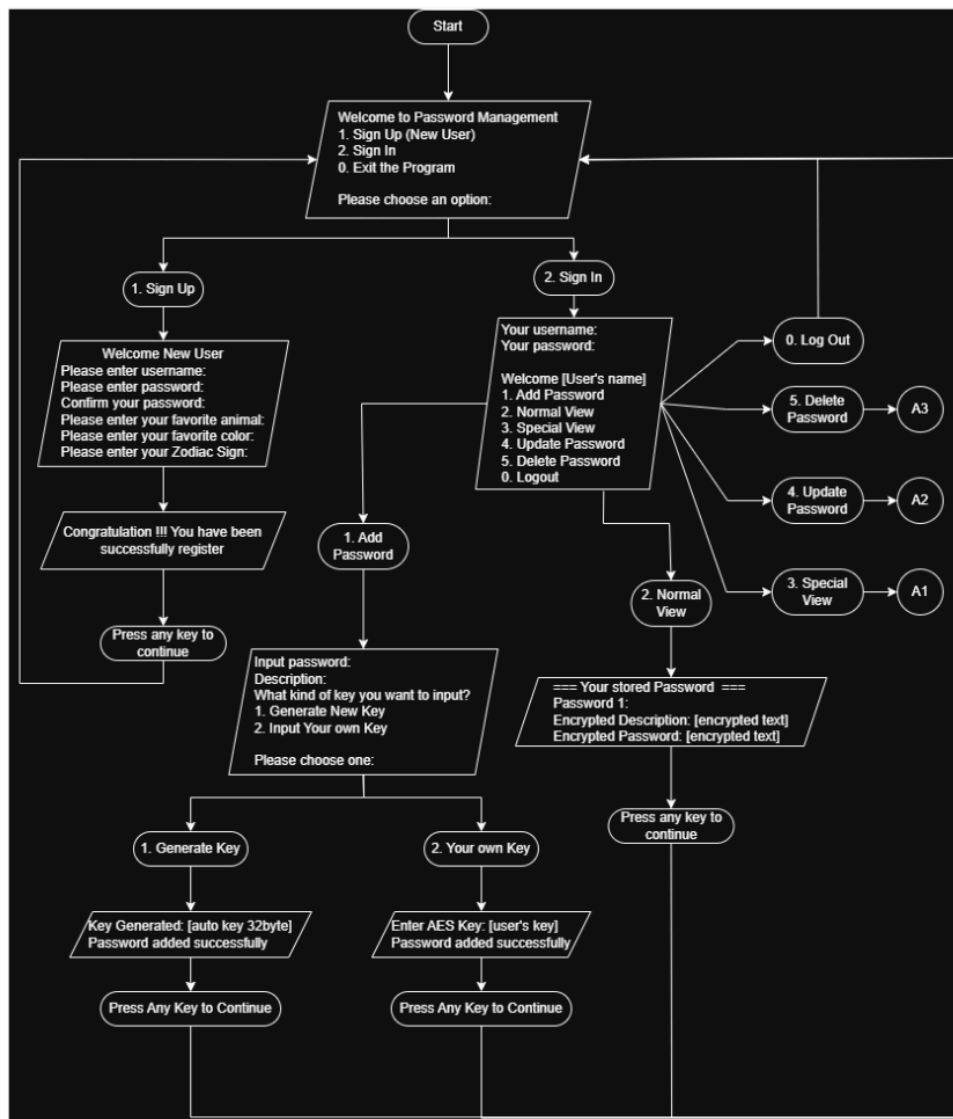 Start
Welcome to Password Management
1. Sign Up (New User)
2. Sign In
0. Exit the Program
Please choose an option:
1. Sign Up
2. Sign In
Welcome New User
Please enter username:
Please enter password:
Confirm your password:
Please enter your favorite animal:
Please enter your favorite color:
Please enter your Zodiac Sign:
Congratulation !!! You have been
successfully register
Press any key to
continue
Your username:
Your password:
Welcome [User's name]
1. Add Password
2. Normal View
3. Special View
4. Update Password
5. Delete Password
0. Logout
0. Log Out
5. Delete
Password
A3
4. Update
Password
A2
3. Special
View
A1
1. Add
Password
2. Normal
View
Input password:
Description:
What kind of key you want to input?
1. Generate New Key
2. Input Your own Key
Please choose one:
=== Your stored Password ===
Password 1:
Encrypted Description: [encrypted text]
Encrypted Password: [encrypted text]
Press any key to
continue
1. Generate Key
2. Your own Key
Key Generated: [auto key 32byte]
Password added successfully
Enter AES Key: [user's key]
Password added successfully
Press Any Key to Continue
Press Any Key to Continue